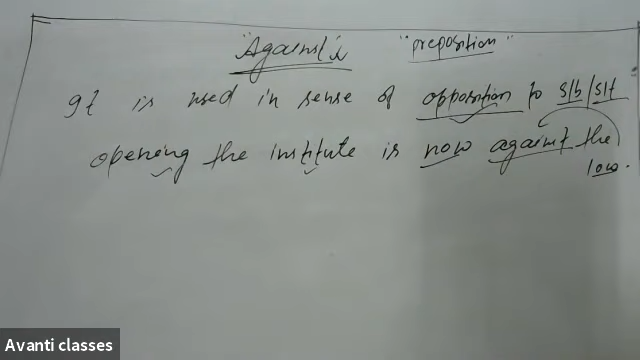 "Against" "preposition"
It is used in sense of opposition to s/b / s/t
opening the institute is now against the
law.
Avanti classes